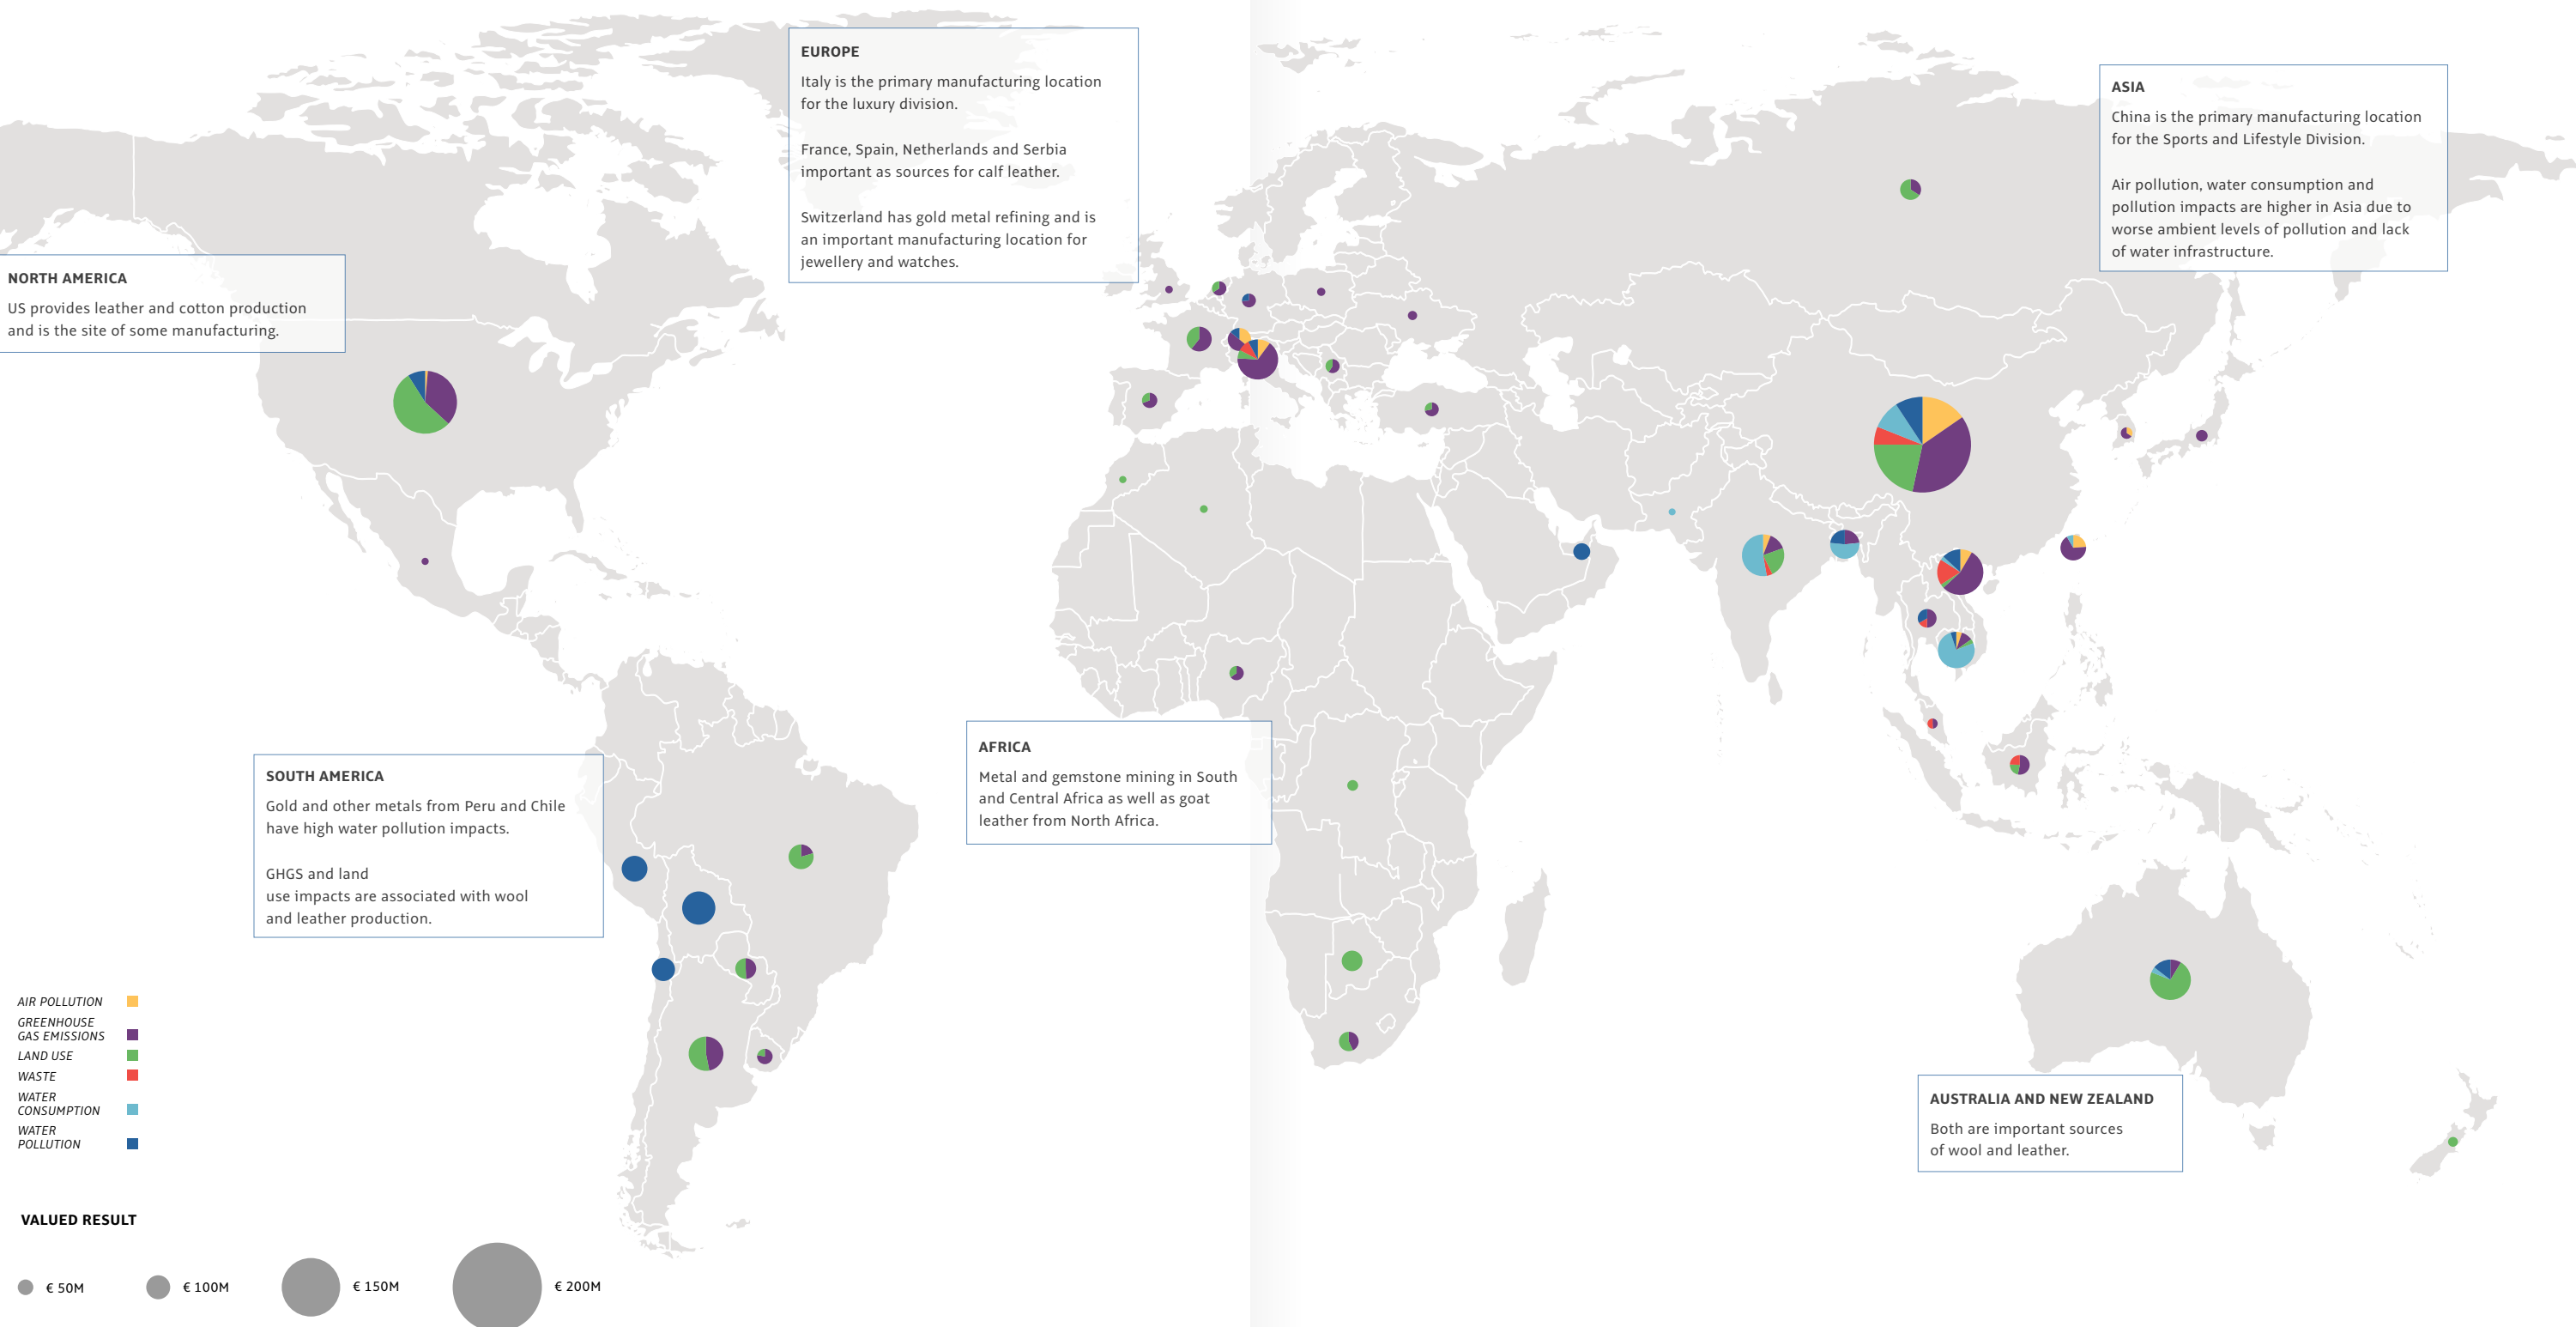 EUROPE
Italy is the primary manufacturing location
for the luxury division.
France, Spain, Netherlands and Serbia
important as sources for calf leather.
Switzerland has gold metal refining and is
an important manufacturing location for
jewellery and watches.
ASIA
China is the primary manufacturing location
for the Sports and Lifestyle Division.
Air pollution, water consumption and
pollution impacts are higher in Asia due to
worse ambient levels of pollution and lack
of water infrastructure.
NORTH AMERICA
US provides leather and cotton production
and is the site of some manufacturing.
SOUTH AMERICA
Gold and other metals from Peru and Chile
have high water pollution impacts.
GHGS and land
use impacts are associated with wool
and leather production.
AFRICA
Metal and gemstone mining in South
and Central Africa as well as goat
leather from North Africa.
AUSTRALIA AND NEW ZEALAND
Both are important sources
of wool and leather.
AIR POLLUTION
GREENHOUSE
GAS EMISSIONS
LAND USE
WASTE
WATER
CONSUMPTION
WATER
POLLUTION
VALUED RESULT
€ 50M
€ 100M
€ 150M
€ 200M